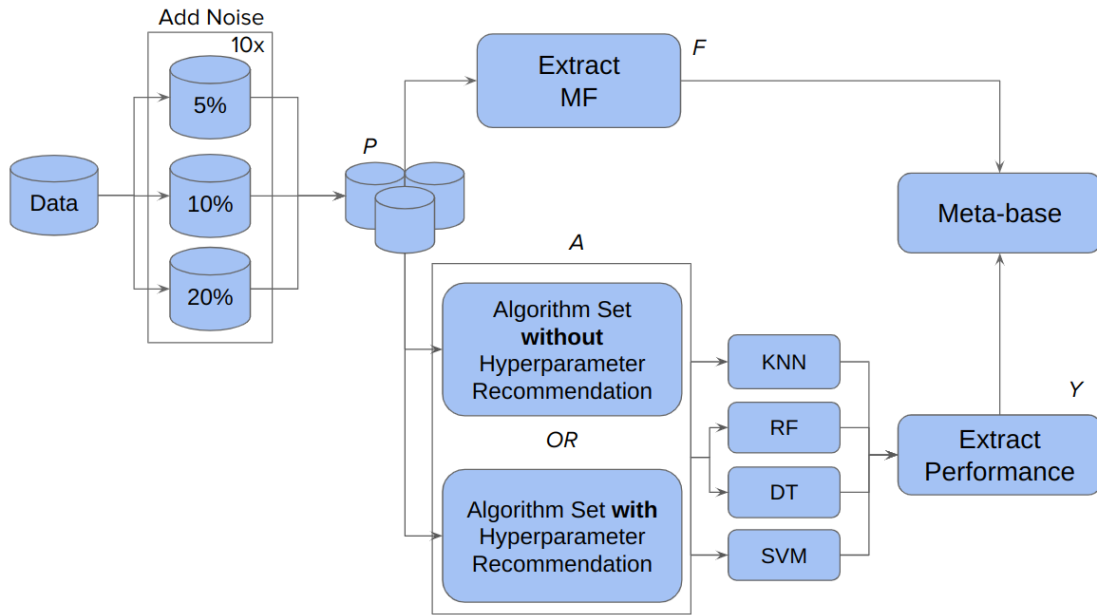 Add Noise
10x
5%
Data
10%
20%
P
Extract
MF
F
Meta-base
A
Algorithm Set
without
Hyperparameter
Recommendation
OR
Algorithm Set with
Hyperparameter
Recommendation
KNN
RF
DT
SVM
Y
Extract
Performance